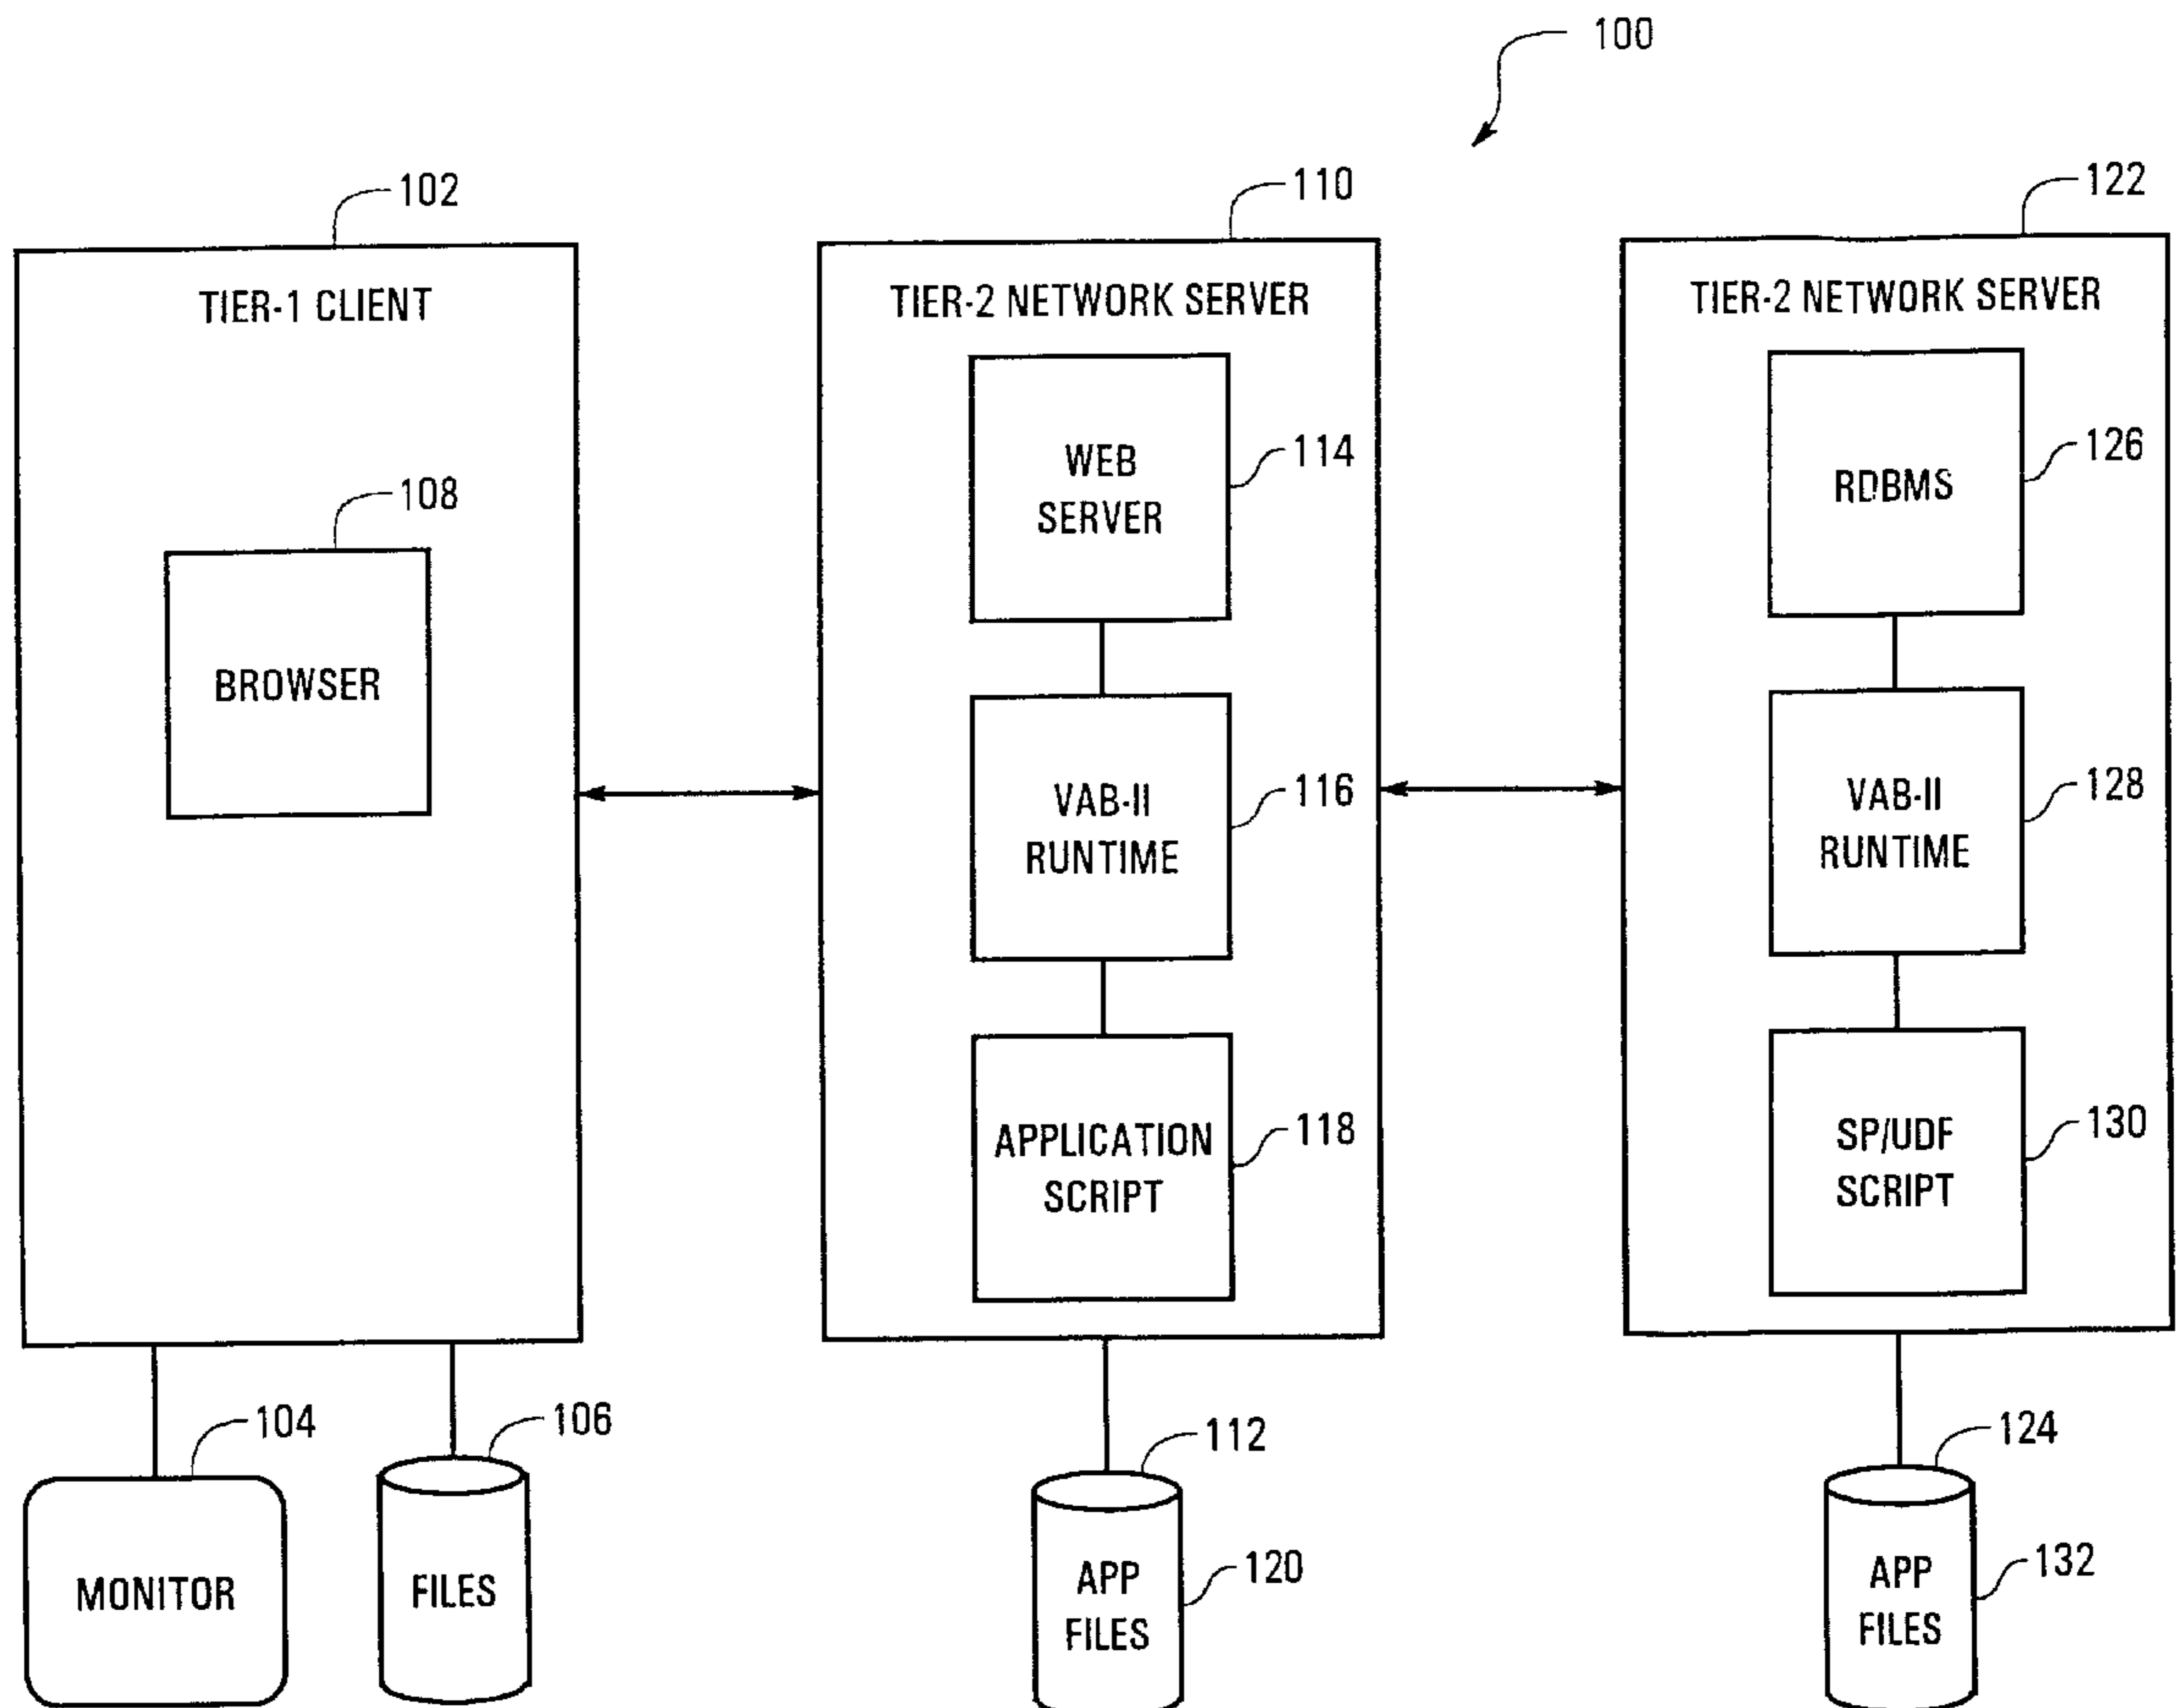 100
102
110
122
TIER-1 CLIENT
TIER-2 NETWORK SERVER
TIER-2 NETWORK SERVER
108
BROWSER
WEB
SERVER
114
RDBMS
126
VAB-II
RUNTIME
116
VAB-II
RUNTIME
128
APPLICATION
SCRIPT
118
SP/UDF
SCRIPT
130
104
106
112
124
MONITOR
FILES
APP
FILES
120
APP
FILES
132